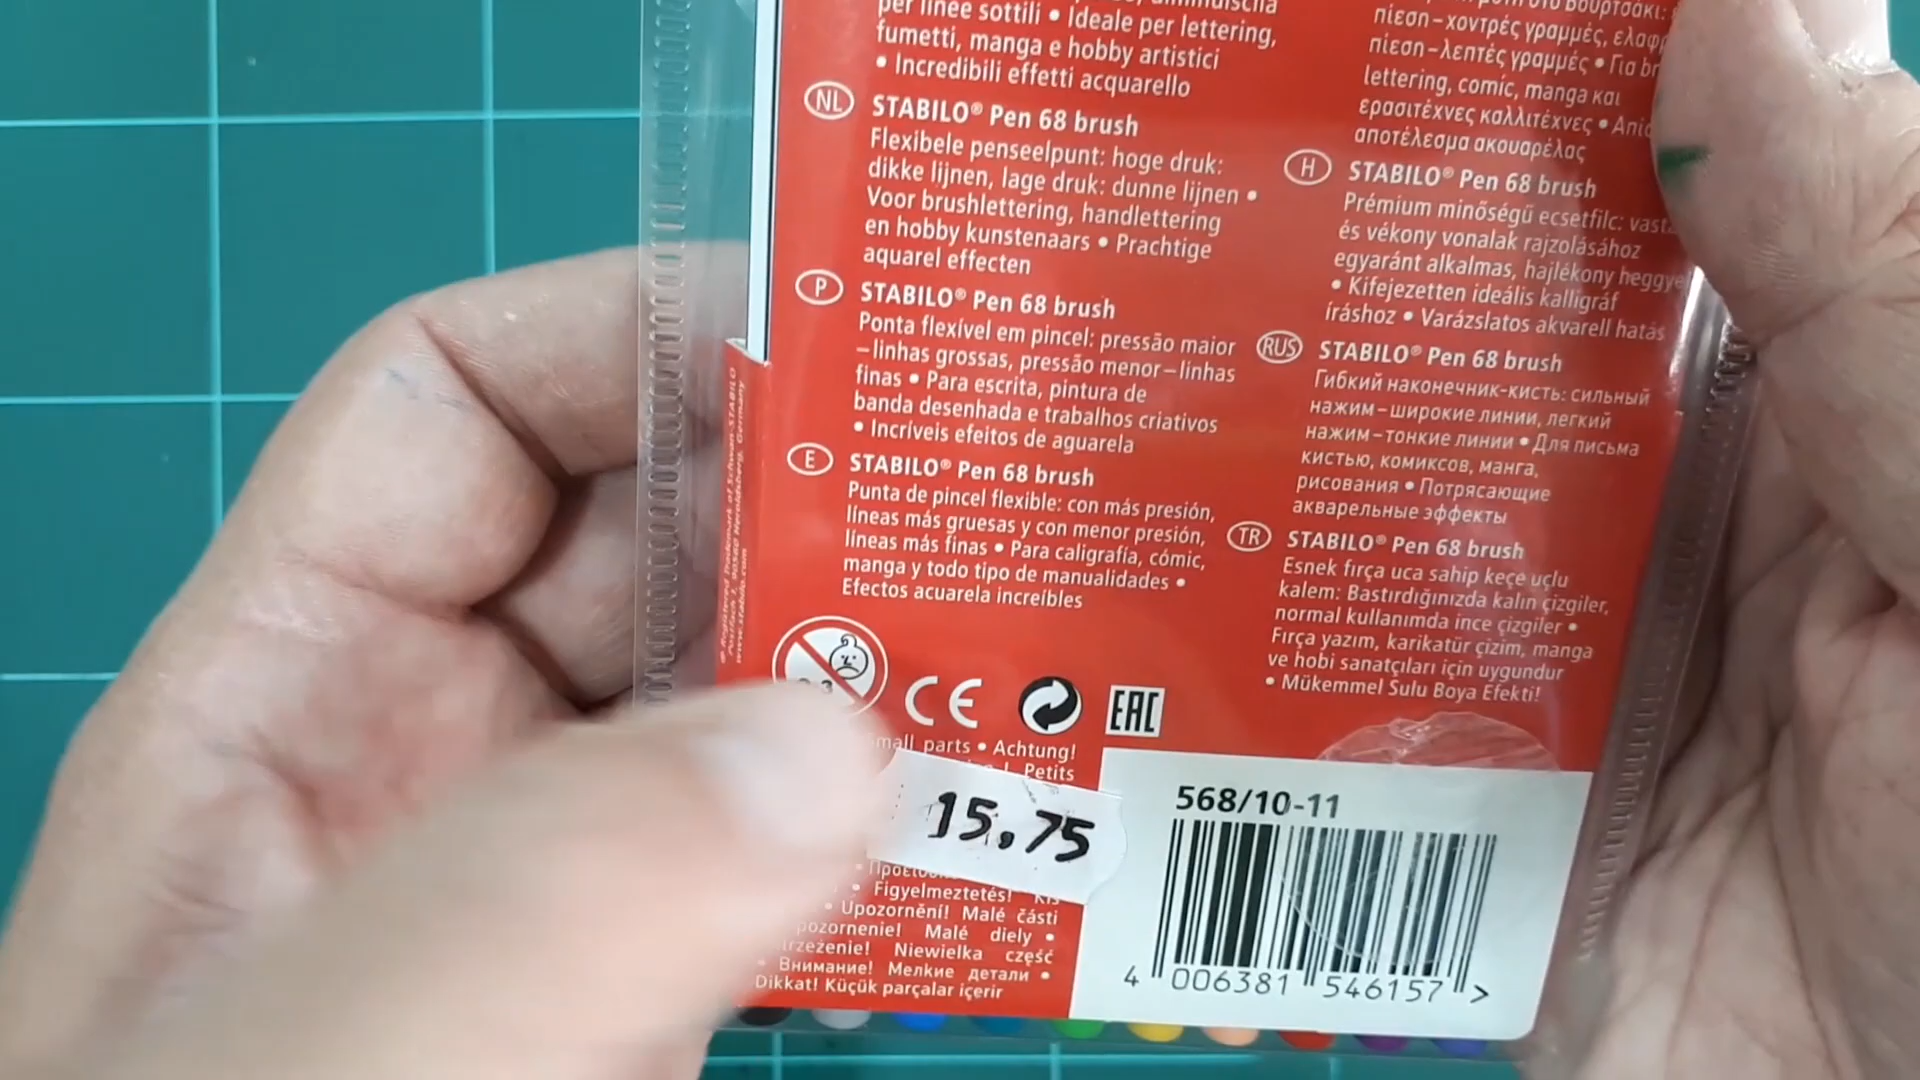 per linee sottili • Ideale per lettering,
fumetti, manga e hobby artistici
• Incredibili effetti acquarello
NL
STABILO® Pen 68 brush
Flexibele penseelpunt: hoge druk:
dikke lijnen, lage druk: dunne lijnen •
Voor brushlettering, handlettering
en hobby kunstenaars • Prachtige
aquarel effecten
P
STABILO® Pen 68 brush
Ponta flexível em pincel: pressão maior
– linhas grossas, pressão menor – linhas
finas • Para escrita, pintura de
banda desenhada e trabalhos criativos
• Incríveis efeitos de aguarela
E
STABILO® Pen 68 brush
Punta de pincel flexible: con más presión,
líneas más gruesas y con menor presión,
líneas más finas • Para caligrafía, cómic,
manga y todo tipo de manualidades •
Efectos acuarela increíbles
πίεση – χοντρές γραμμές,
πίεση – λεπτές γραμμές • Για
lettering, comic, manga και
ερασιτέχνες καλλιτέχνες •
αποτέλεσμα ακουαρέλας
H
STABILO® Pen 68 brush
Prémium minőségű ecsetfilc:
és vékony vonalak rajzolásához
egyaránt alkalmas, hajlékony
• Kifejezetten ideális kalligráf
íráshoz • Varázslatos akvarell hatás
RUS
STABILO® Pen 68 brush
Гибкий наконечник-кисть: сильный
нажим – широкие линии, легкий
нажим – тонкие линии • Для письма
кистью, комиксов, манга,
рисования • Потрясающие
акварельные эффекты
TR
STABILO® Pen 68 brush
Esnek fırça uca sahip keçe uçlu
kalem: Bastırdığınızda kalın çizgiler,
normal kullanımda ince çizgiler •
Fırça yazım, karikatür çizim, manga
ve hobi sanatçıları için uygundur
• Mükemmel Sulu Boya Efekti!
® Registered Trademark of Schwan-STABILO
90562 Heroldsberg, Germany
www.stabilo.com
CE
EAC
parts • Achtung!
Petits
15,75
• Figyelmeztetés!
• Upozornění! Malé části
Malé diely •
Niewielka część
• Внимание! Мелкие детали •
Dikkat! Küçük parçalar içerir
568/10-11
4 006381 546157 >